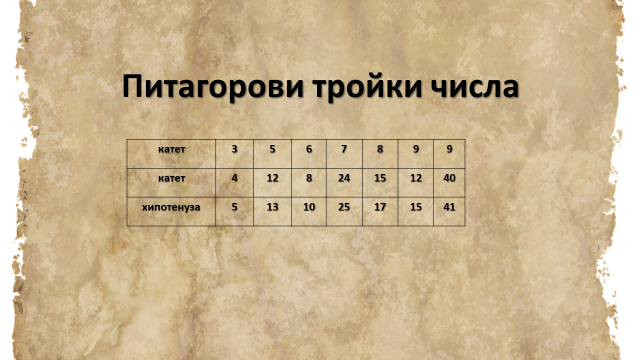 Питагорови тройки числа
катет 3 5 6 7 8 9 9
катет 4 12 8 24 15 12 40
хипотенуза 5 13 10 25 17 15 41